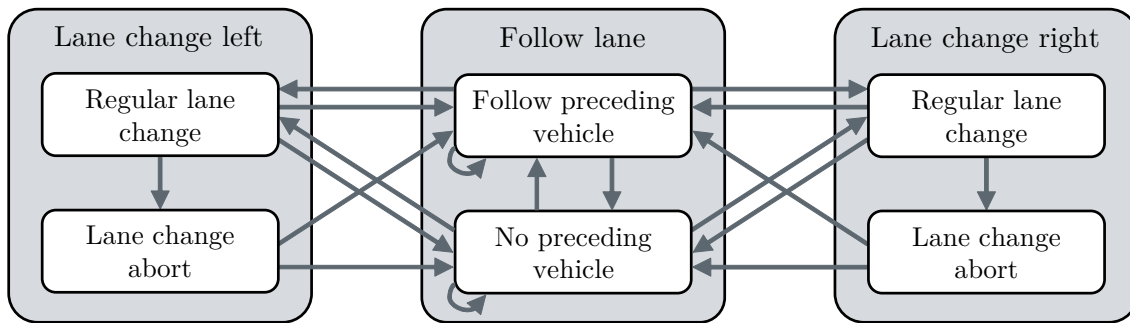 Lane change left
Regular lane
change
Lane change
abort
Follow lane
Follow preceding
vehicle
No preceding
vehicle
Lane change right
Regular lane
change
Lane change
abort